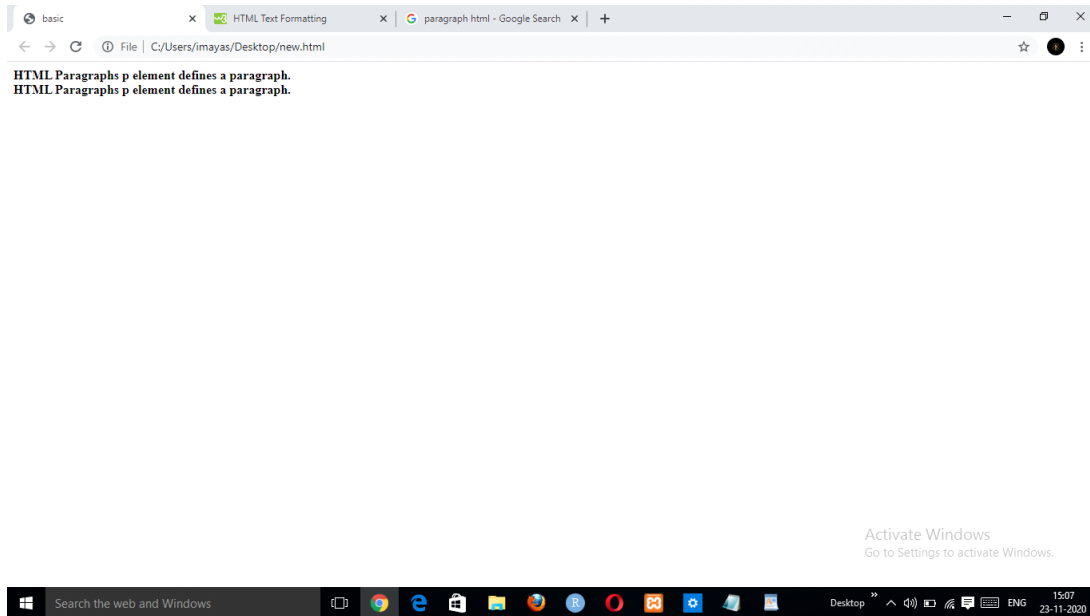 basic
HTML Text Formatting
paragraph html - Google Search
File C:/Users/imayas/Desktop/new.html
HTML Paragraphs p element defines a paragraph.
HTML Paragraphs p element defines a paragraph.
Activate Windows
Go to Settings to activate Windows.
Search the web and Windows
Desktop
ENG
15:07
23-11-2020